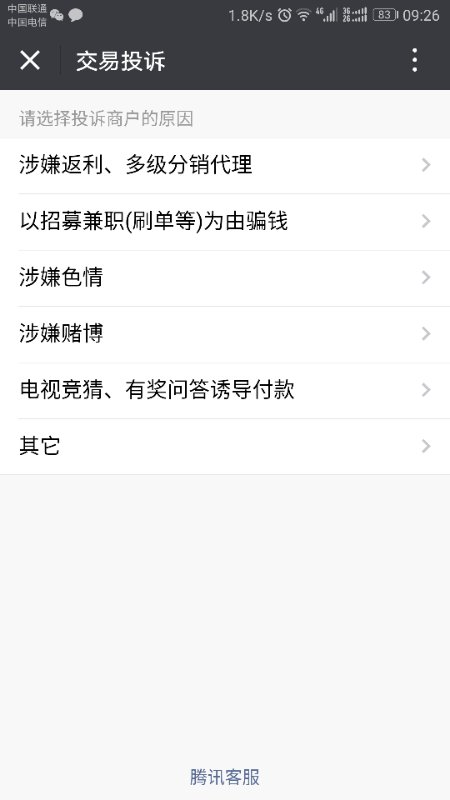 中国联通
中国电信
1.8K/s 4G 3G 2G 83 09:26
交易投诉
请选择投诉商户的原因
涉嫌返利、多级分销代理
以招募兼职(刷单等)为由骗钱
涉嫌色情
涉嫌赌博
电视竞猜、有奖问答诱导付款
其它
腾讯客服